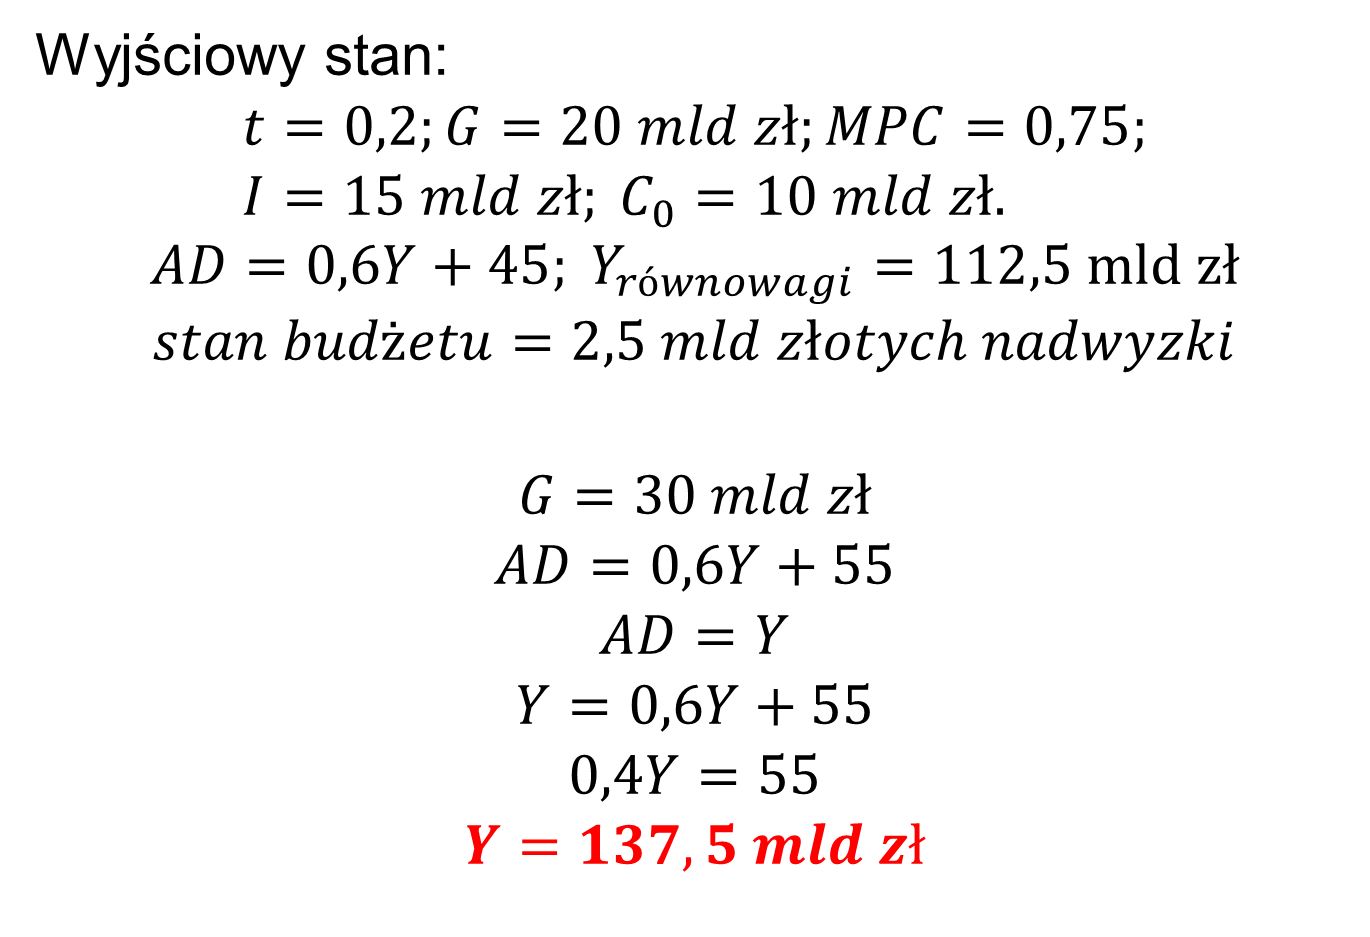 Wyjściowy stan:
t = 0,2; G = 20 mld zł; MPC = 0,75;
I = 15 mld zł; C₀ = 10 mld zł.
AD = 0,6Y + 45; Yrównowagi = 112,5 mld zł
stan budżetu = 2,5 mld złotych nadwyzki
G = 30 mld zł
AD = 0,6Y + 55
AD = Y
Y = 0,6Y + 55
0,4Y = 55
Y = 137,5 mld zł